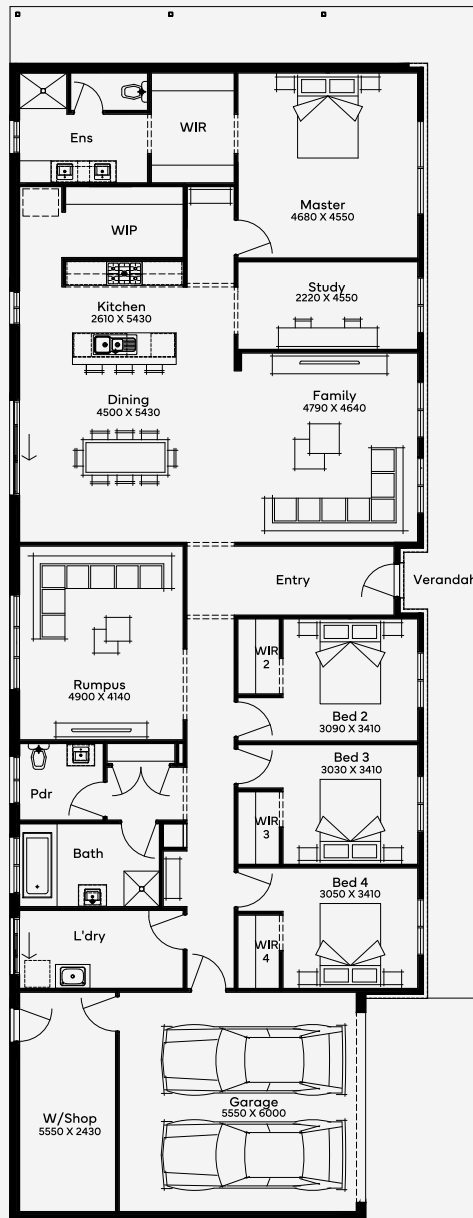 Ens
WIR
Master
4680 X 4550
WIP
Study
2220 X 4550
Kitchen
2610 X 5430
Dining
4500 X 5430
Family
4790 X 4640
Entry
Verandah
Rumpus
4900 X 4140
WIR
2
Bed 2
3090 X 3410
Pdr
Bed 3
3030 X 3410
WIR
3
Bath
Bed 4
3050 X 3410
L'dry
WIR
4
W/Shop
5550 X 2430
Garage
5550 X 6000